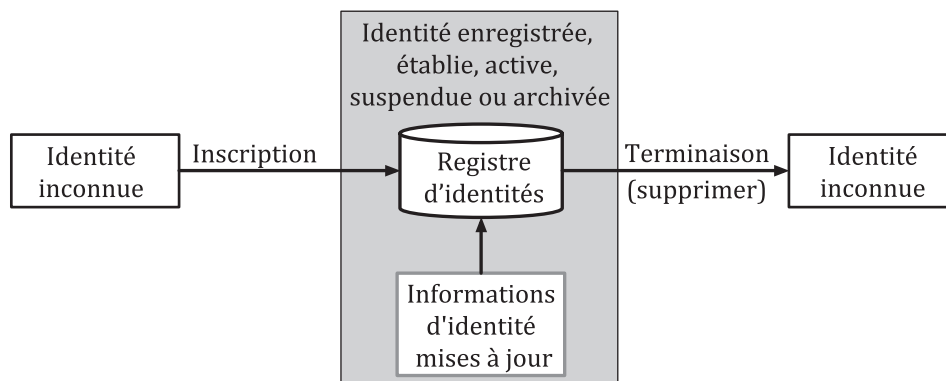 Identité enregistrée,
établie, active,
suspendue ou archivée
Identité
inconnue
Inscription
Registre
d’identités
Terminaison
(supprimer)
Identité
inconnue
Informations
d'identité
mises à jour